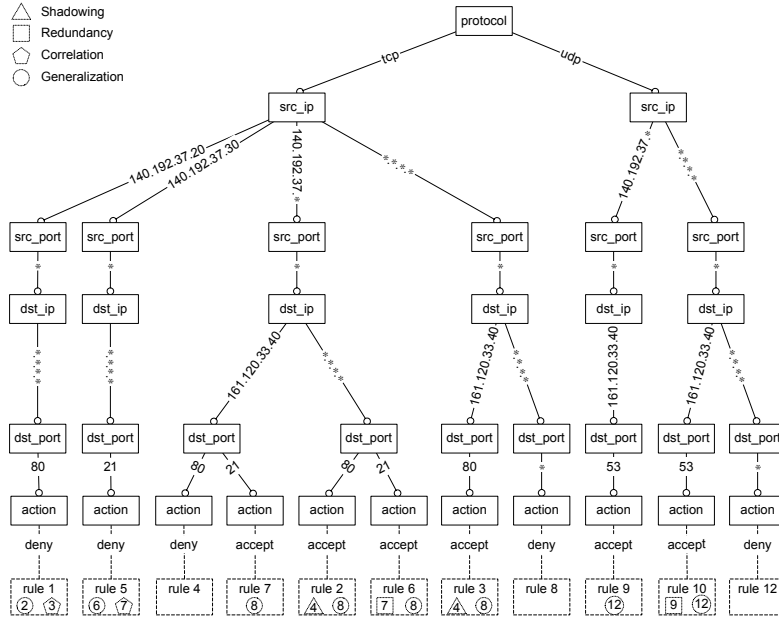 Shadowing
Redundancy
Correlation
Generalization
protocol
tcp
udp
src_ip
src_ip
140.192.37.20
140.192.37.30
140.192.37.*
*.*.*.*
140.192.37.*
*.*.*.*
src_port
src_port
src_port
src_port
src_port
src_port
* * * * * *
dst_ip
dst_ip
dst_ip
dst_ip
dst_ip
dst_ip
*.*.*.*
*.*.*.*
161.120.33.40
*.*.*.*
161.120.33.40
*.*.*.*
161.120.33.40
161.120.33.40
*.*.*.*
dst_port
dst_port
dst_port
dst_port
dst_port
dst_port
dst_port
dst_port
dst_port
80 21 80 21 80 21 80 * 53 53 *
action action action action action action action action action action action
deny deny deny accept accept accept accept deny accept accept deny
rule 1 rule 5 rule 4 rule 7 rule 2 rule 6 rule 3 rule 8 rule 9 rule 10 rule 12
2 3 6 7 8 4 8 7 8 4 8 12 9 12